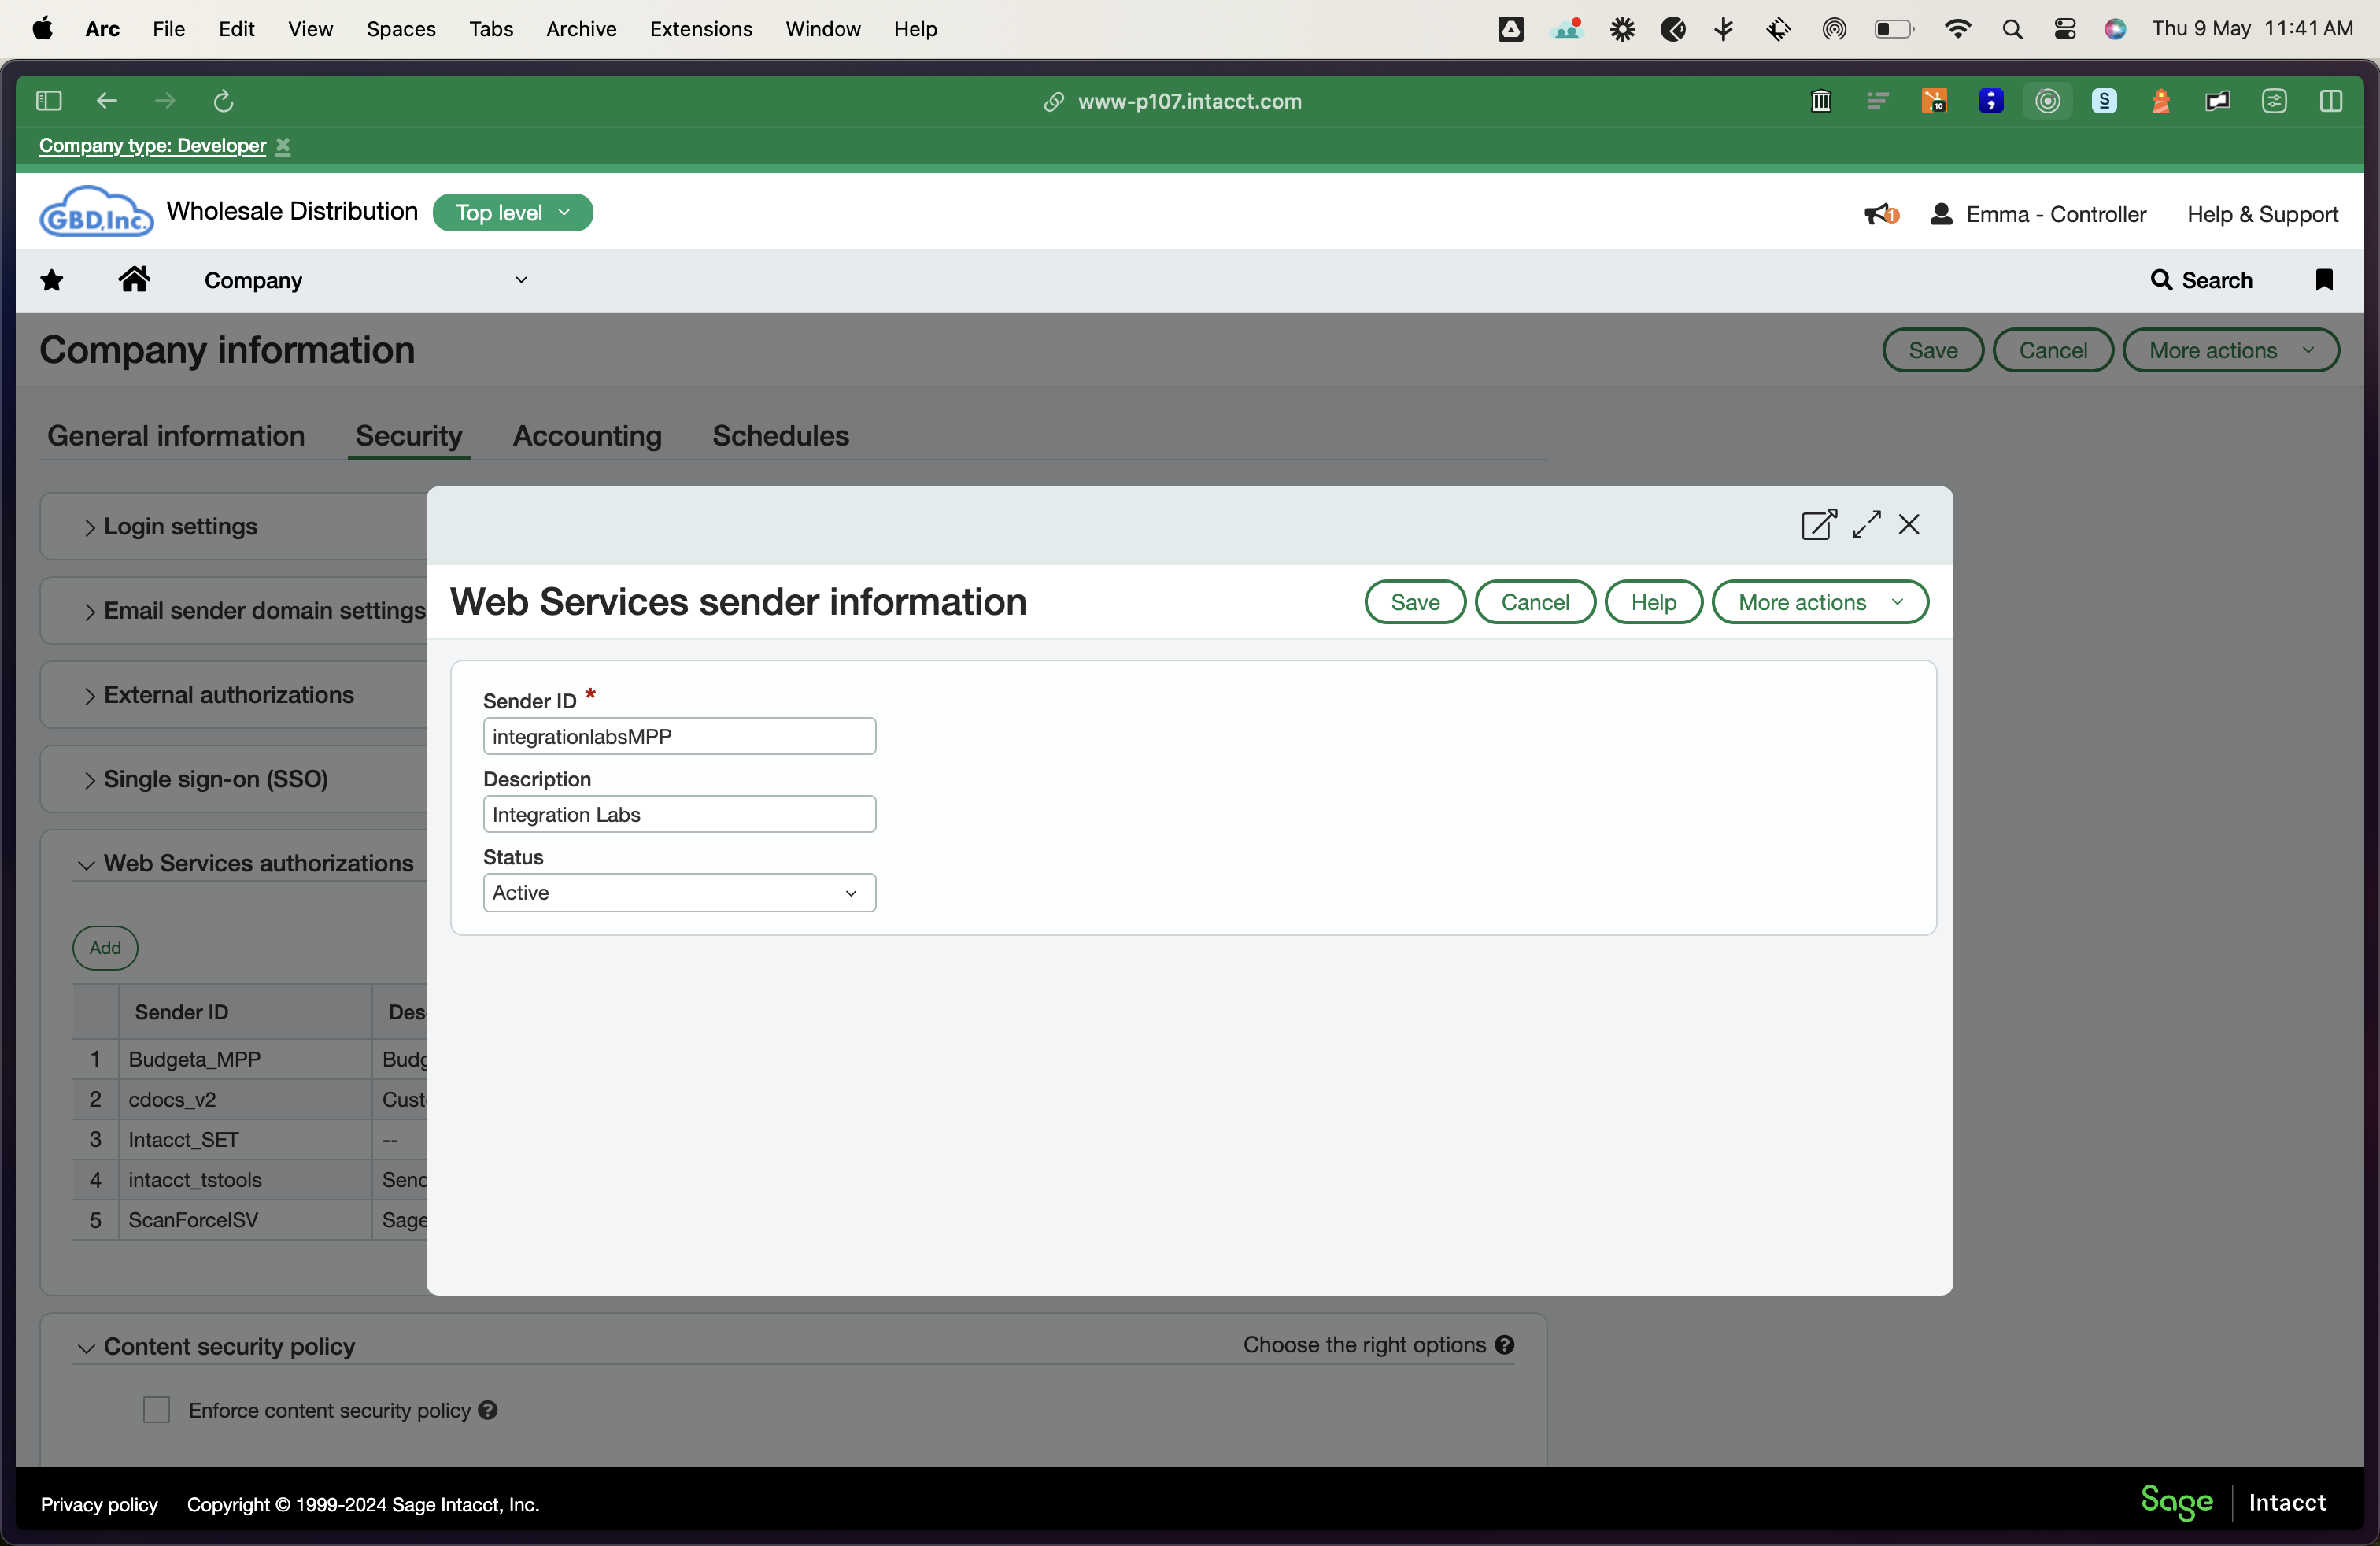 Arc File Edit View Spaces Tabs Archive Extensions Window Help Thu 9 May 11:41 AM
www-p107.intacct.com
10
S
Company type: Developer
GBD,Inc. Wholesale Distribution Top level
1 Emma - Controller Help & Support
Company Search
Company information Save Cancel More actions
General information Security Accounting Schedules
Login settings
Email sender domain settings
External authorizations
Single sign-on (SSO)
Web Services authorizations
Add
Sender ID Des
1 Budgeta_MPP Budg
2 cdocs_v2 Cust
3 Intacct_SET --
4 intacct_tstools Send
5 ScanForceISV Sage
Web Services sender information Save Cancel Help More actions
Sender ID *
integrationlabsMPP
Description
Integration Labs
Status
Active
Content security policy Choose the right options ?
Enforce content security policy ?
Privacy policy Copyright © 1999-2024 Sage Intacct, Inc. Sage Intacct